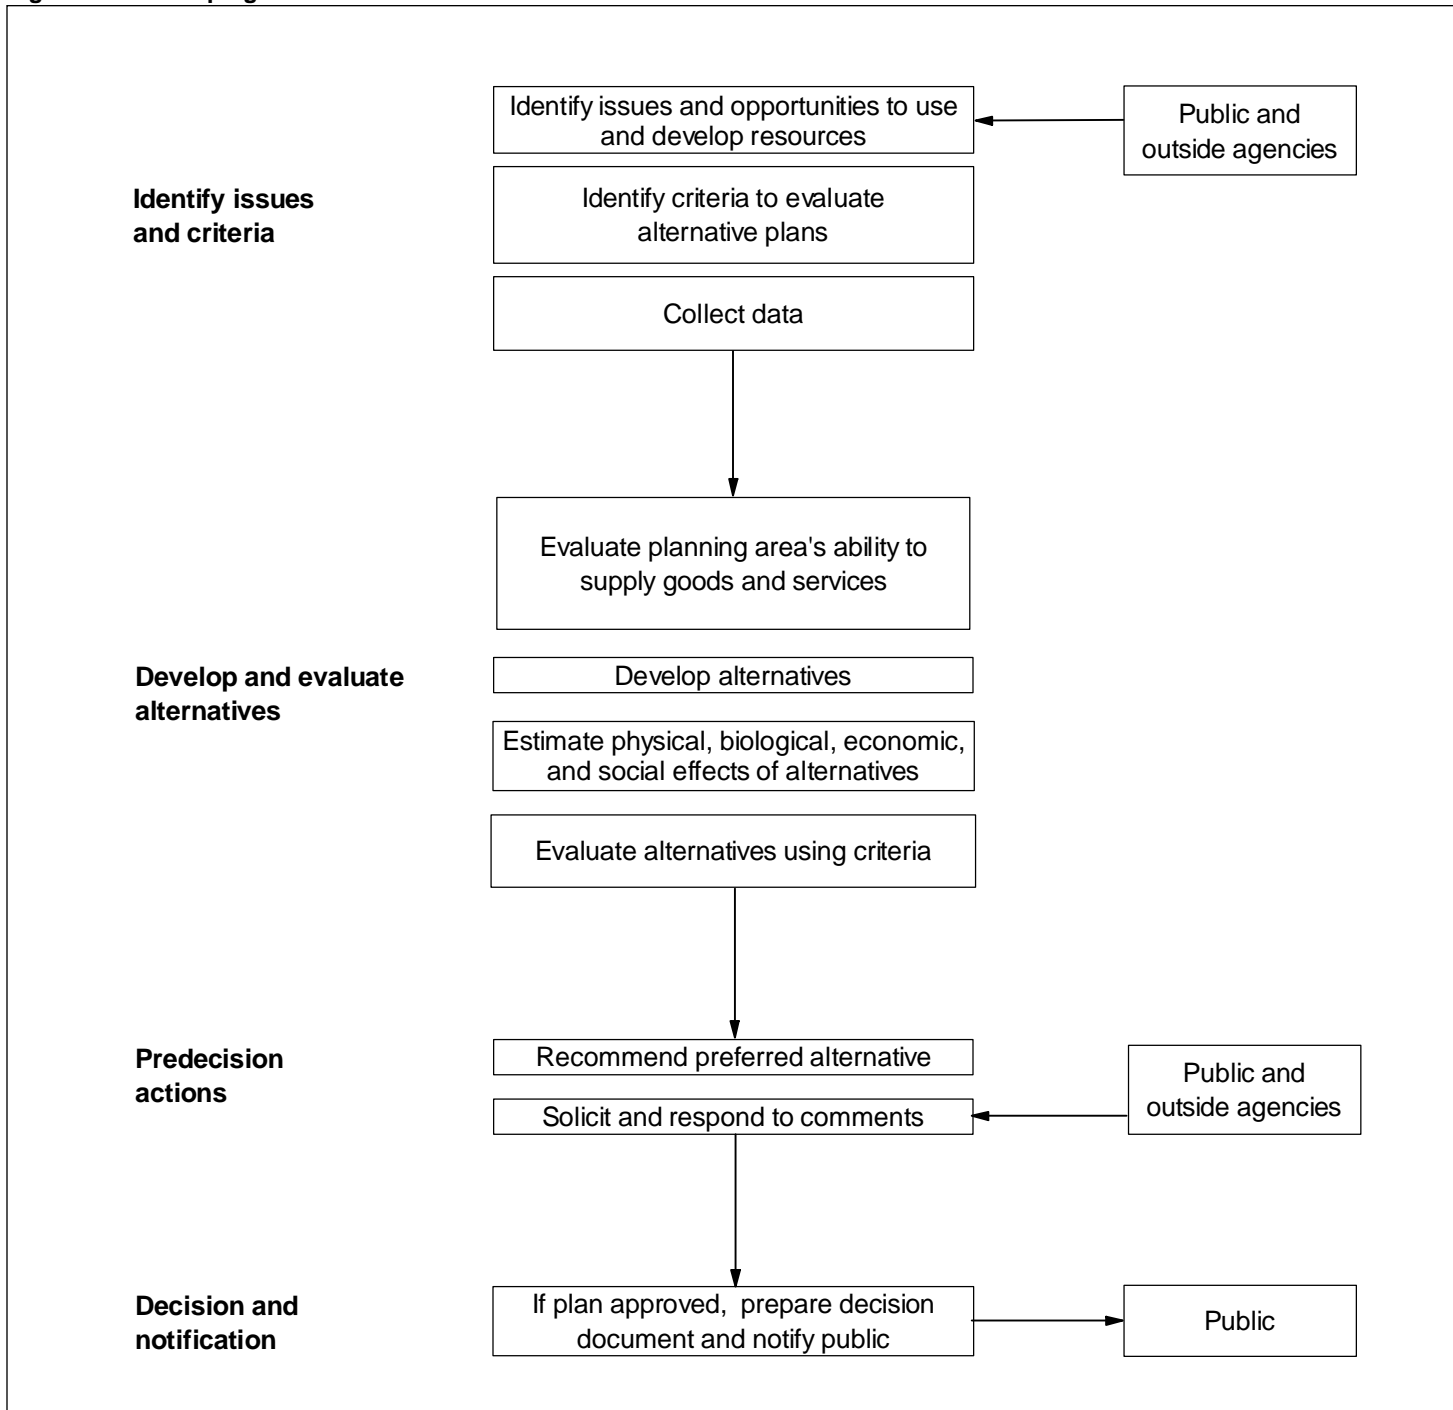 Identify issues and opportunities to use
and develop resources
Public and
outside agencies
Identify issues
and criteria
Identify criteria to evaluate
alternative plans
Collect data
Evaluate planning area's ability to
supply goods and services
Develop and evaluate
alternatives
Develop alternatives
Estimate physical, biological, economic,
and social effects of alternatives
Evaluate alternatives using criteria
Predecision
actions
Recommend preferred alternative
Public and
outside agencies
Solicit and respond to comments
Decision and
notification
If plan approved, prepare decision
document and notify public
Public